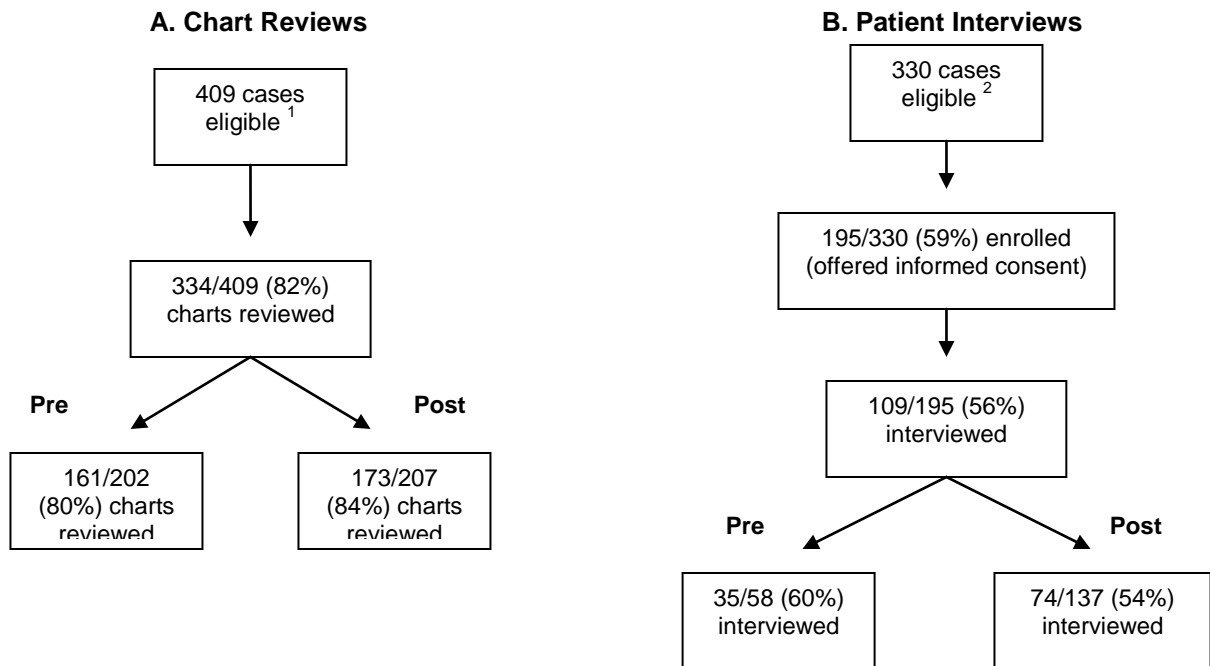 A. Chart Reviews
409 cases
eligible 1
334/409 (82%)
charts reviewed
Pre
Post
161/202
(80%) charts
reviewed
173/207
(84%) charts
reviewed
B. Patient Interviews
330 cases
eligible 2
195/330 (59%) enrolled
(offered informed consent)
109/195 (56%)
interviewed
Pre
Post
35/58 (60%)
interviewed
74/137 (54%)
interviewed